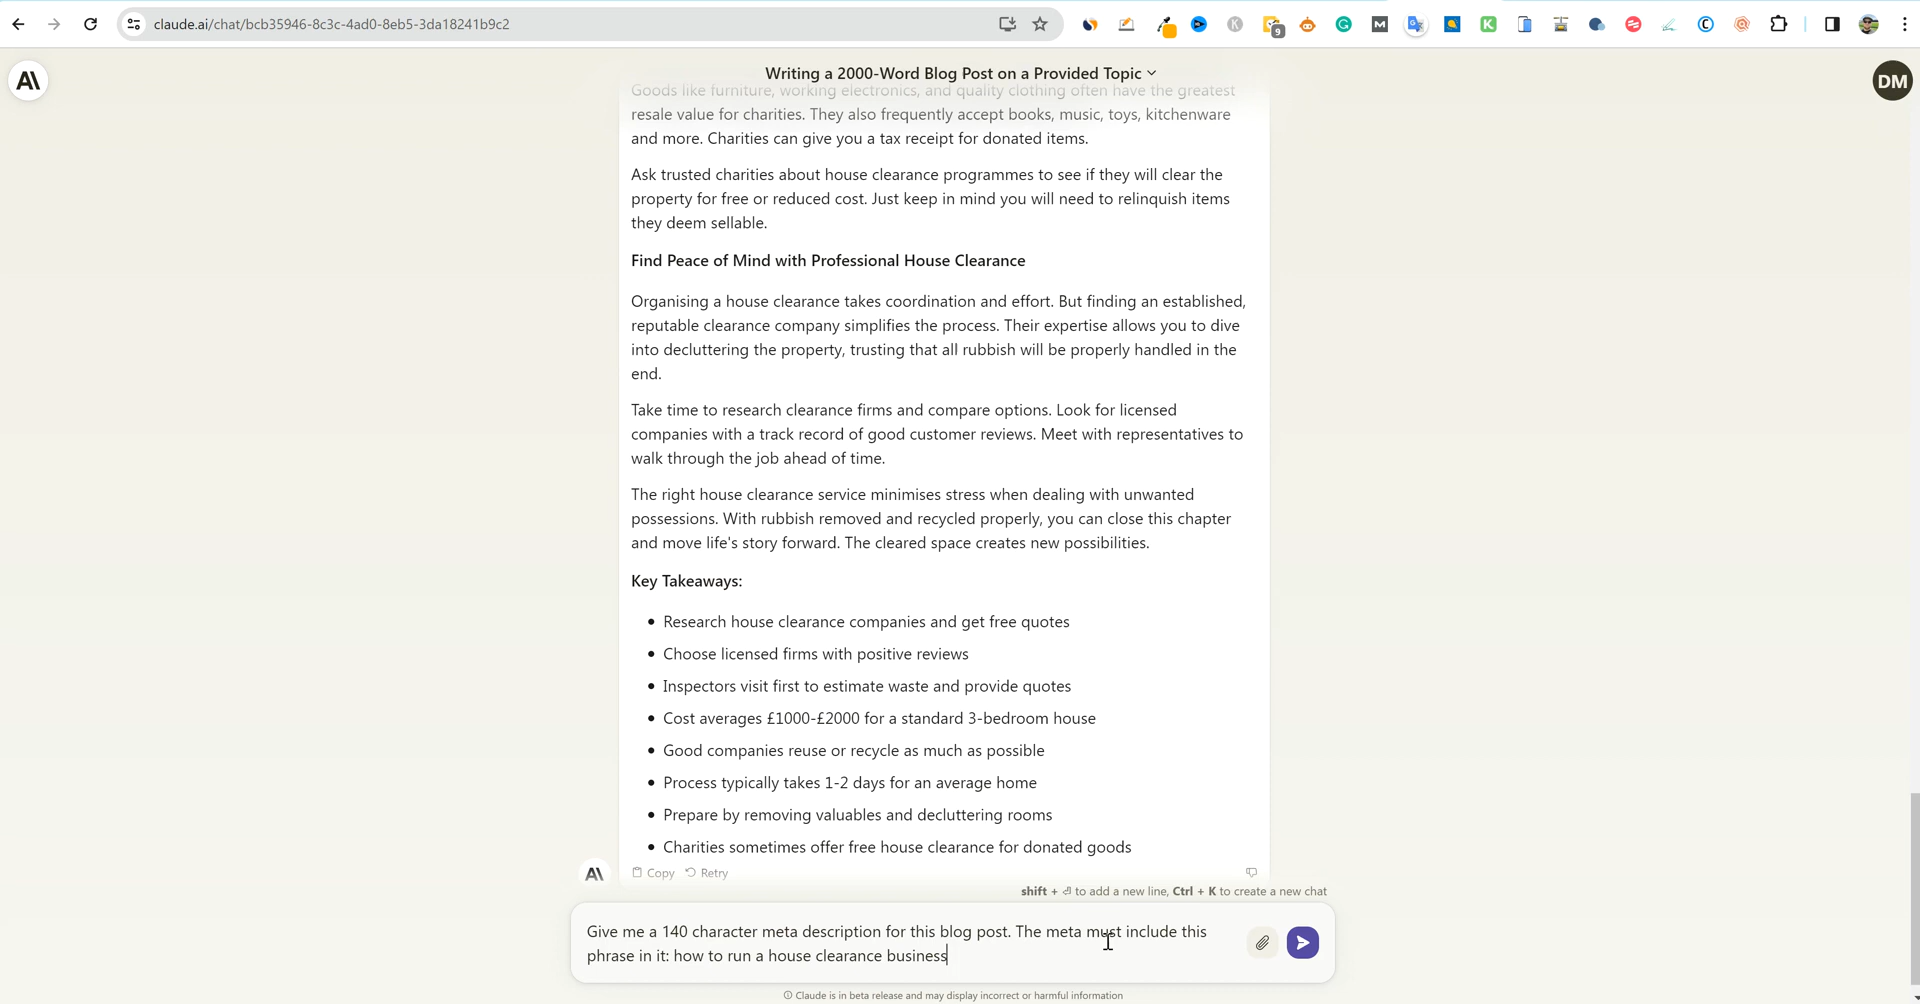 claude.ai/chat/bcb35946-8c3c-4ad0-8eb5-3da18241b9c2
9
Writing a 2000-Word Blog Post on a Provided Topic
DM
Goods like furniture, working electronics, and quality clothing often have the greatest
resale value for charities. They also frequently accept books, music, toys, kitchenware
and more. Charities can give you a tax receipt for donated items.
Ask trusted charities about house clearance programmes to see if they will clear the
property for free or reduced cost. Just keep in mind you will need to relinquish items
they deem sellable.
Find Peace of Mind with Professional House Clearance
Organising a house clearance takes coordination and effort. But finding an established,
reputable clearance company simplifies the process. Their expertise allows you to dive
into decluttering the property, trusting that all rubbish will be properly handled in the
end.
Take time to research clearance firms and compare options. Look for licensed
companies with a track record of good customer reviews. Meet with representatives to
walk through the job ahead of time.
The right house clearance service minimises stress when dealing with unwanted
possessions. With rubbish removed and recycled properly, you can close this chapter
and move life's story forward. The cleared space creates new possibilities.
Key Takeaways:
• Research house clearance companies and get free quotes
• Choose licensed firms with positive reviews
• Inspectors visit first to estimate waste and provide quotes
• Cost averages £1000-£2000 for a standard 3-bedroom house
• Good companies reuse or recycle as much as possible
• Process typically takes 1-2 days for an average home
• Prepare by removing valuables and decluttering rooms
• Charities sometimes offer free house clearance for donated goods
Copy Retry
shift + ⏎ to add a new line, Ctrl + K to create a new chat
Give me a 140 character meta description for this blog post. The meta must include this
phrase in it: how to run a house clearance business
Claude is in beta release and may display incorrect or harmful information